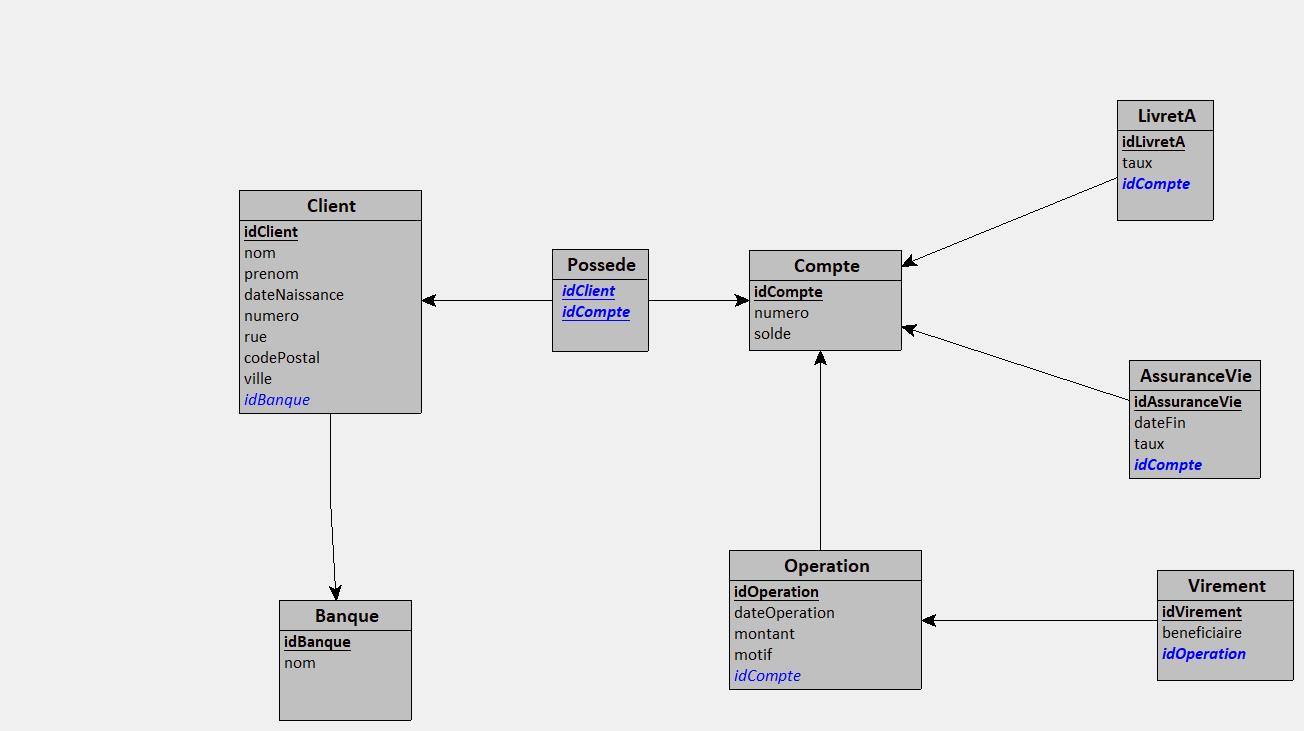 LivretA
idLivretA
taux
idCompte
Client
idClient
nom
prenom
dateNaissance
numero
rue
codePostal
ville
idBanque
Possede
idClient
idCompte
Compte
idCompte
numero
solde
AssuranceVie
idAssuranceVie
dateFin
taux
idCompte
Banque
idBanque
nom
Operation
idOperation
dateOperation
montant
motif
idCompte
Virement
idVirement
beneficiaire
idOperation